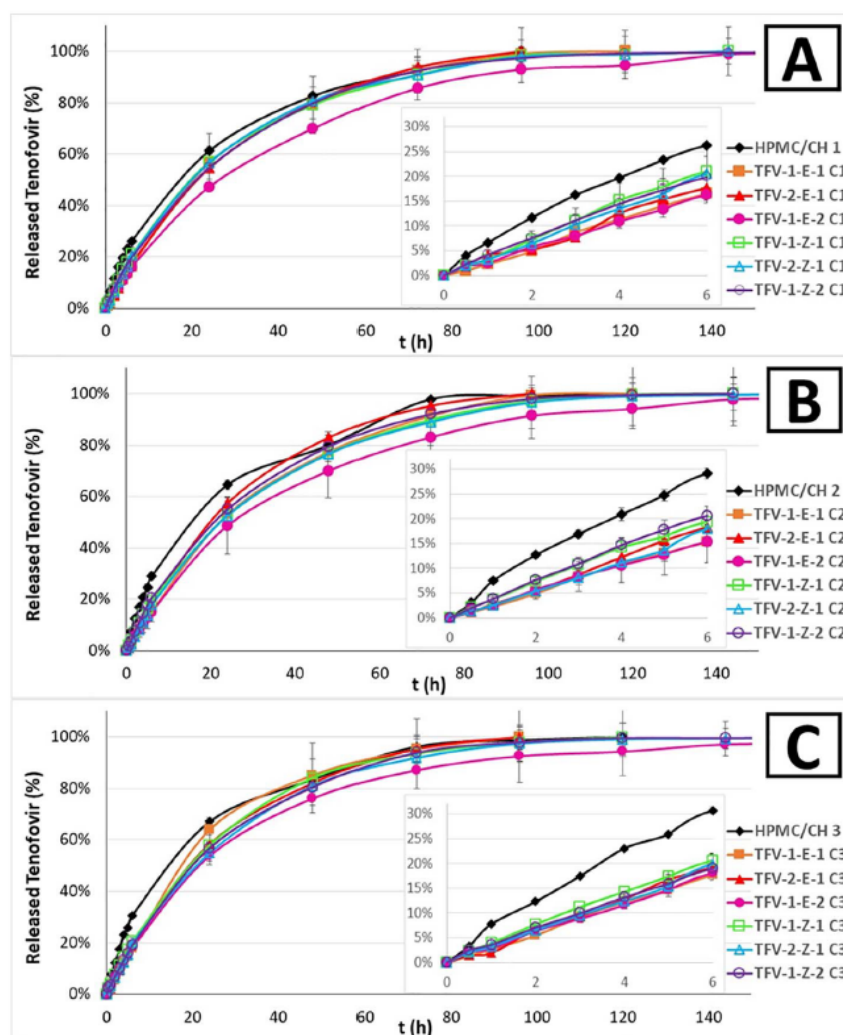 A
100%
80%
60%
40%
20%
0%
Released Tenofovir (%)
0
20
40
60
80
100
120
140
t (h)
30%
25%
20%
15%
10%
5%
0%
0
2
4
6
HPMC/CH 1
TFV-1-E-1 C1
TFV-2-E-1 C1
TFV-1-E-2 C1
TFV-1-Z-1 C1
TFV-2-Z-1 C1
TFV-1-Z-2 C1
B
100%
80%
60%
40%
20%
0%
Released Tenofovir (%)
0
20
40
60
80
100
120
140
t (h)
30%
25%
20%
15%
10%
5%
0%
0
2
4
6
HPMC/CH 2
TFV-1-E-1 C2
TFV-2-E-1 C2
TFV-1-E-2 C2
TFV-1-Z-1 C2
TFV-2-Z-1 C2
TFV-1-Z-2 C2
C
100%
80%
60%
40%
20%
0%
Released Tenofovir (%)
0
20
40
60
80
100
120
140
t (h)
30%
25%
20%
15%
10%
5%
0%
0
2
4
6
HPMC/CH 3
TFV-1-E-1 C3
TFV-2-E-1 C3
TFV-1-E-2 C3
TFV-1-Z-1 C3
TFV-2-Z-1 C3
TFV-1-Z-2 C3